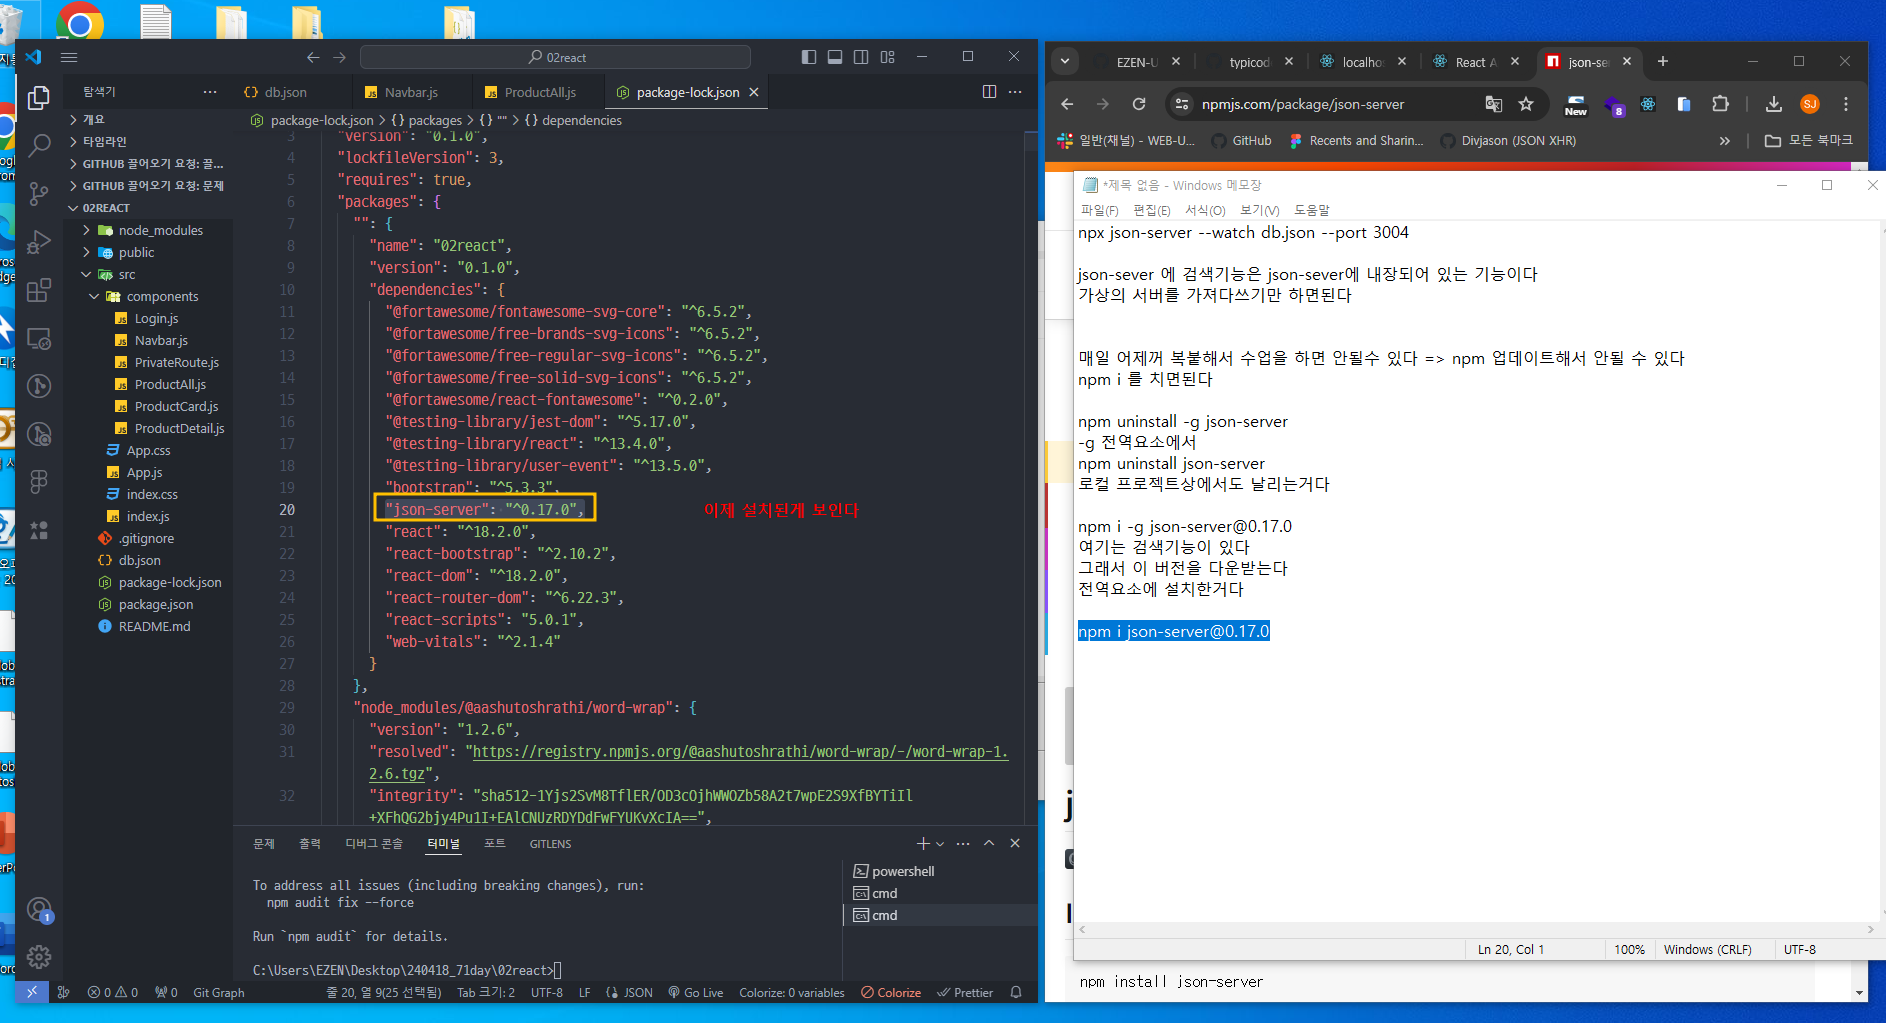 02react
탐색기
db.json
Navbar.js
ProductAll.js
package-lock.json
package-lock.json > {} packages > {} "" > {} dependencies
개요
타임라인
GITHUB 끌어오기 요청: 끌...
GITHUB 끌어오기 요청: 문제
02REACT
node_modules
public
src
components
Login.js
Navbar.js
PrivateRoute.js
ProductAll.js
ProductCard.js
ProductDetail.js
App.css
App.js
index.css
index.js
.gitignore
db.json
package-lock.json
package.json
README.md
3 "version": "0.1.0",
4 "lockfileVersion": 3,
5 "requires": true,
6 "packages": {
7 "": {
8 "name": "02react",
9 "version": "0.1.0",
10 "dependencies": {
11 "@fortawesome/fontawesome-svg-core": "^6.5.2",
12 "@fortawesome/free-brands-svg-icons": "^6.5.2",
13 "@fortawesome/free-regular-svg-icons": "^6.5.2",
14 "@fortawesome/free-solid-svg-icons": "^6.5.2",
15 "@fortawesome/react-fontawesome": "^0.2.0",
16 "@testing-library/jest-dom": "^5.17.0",
17 "@testing-library/react": "^13.4.0",
18 "@testing-library/user-event": "^13.5.0",
19 "bootstrap": "^5.3.3",
20 "json-server": "^0.17.0",
이제 설치된게 보인다
21 "react": "^18.2.0",
22 "react-bootstrap": "^2.10.2",
23 "react-dom": "^18.2.0",
24 "react-router-dom": "^6.22.3",
25 "react-scripts": "5.0.1",
26 "web-vitals": "^2.1.4"
27 }
28 },
29 "node_modules/@aashutoshrathi/word-wrap": {
30 "version": "1.2.6",
31 "resolved": "https://registry.npmjs.org/@aashutoshrathi/word-wrap/-/word-wrap-1.
2.6.tgz",
32 "integrity": "sha512-1Yjs2SvM8TflER/OD3cOjhWWOZb58A2t7wpE2S9XfBYTiIl
+XFhQG2bjy4Pu1I+EAlCNUzRDYDdFwFYUKvXcIA==",
문제 출력 디버그 콘솔 터미널 포트 GITLENS
To address all issues (including breaking changes), run:
npm audit fix --force
Run `npm audit` for details.
C:\Users\EZEN\Desktop\240418_71day\02react>
powershell
cmd
cmd
0 0 0 Git Graph 줄 20, 열 9(25 선택됨) Tab 크기: 2 UTF-8 LF {} JSON Go Live Colorize: 0 variables Colorize Prettier
EZEN-U
typicod
localhos
React A
json-se
npmjs.com/package/json-server
New
8
SJ
일반(채널) - WEB-U...
GitHub
Recents and Sharin...
Divjason (JSON XHR)
모든 북마크
*제목 없음 - Windows 메모장
파일(F) 편집(E) 서식(O) 보기(V) 도움말
npx json-server --watch db.json --port 3004
json-sever 에 검색기능은 json-sever에 내장되어 있는 기능이다
가상의 서버를 가져다쓰기만 하면된다
매일 어제꺼 복붙해서 수업을 하면 안될수 있다 => npm 업데이트해서 안될 수 있다
npm i 를 치면된다
npm uninstall -g json-server
-g 전역요소에서
npm uninstall json-server
로컬 프로젝트상에서도 날리는거다
npm i -g json-server@0.17.0
여기는 검색기능이 있다
그래서 이 버전을 다운받는다
전역요소에 설치한거다
npm i json-server@0.17.0
Ln 20, Col 1 100% Windows (CRLF) UTF-8
npm install json-server